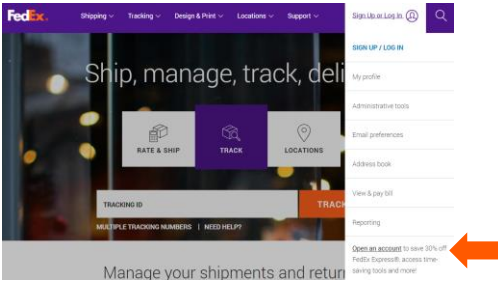 FedEx.
Shipping Tracking Design & Print Locations Support
Sign Up or Log In
SIGN UP / LOG IN
My profile
Administrative tools
Email preferences
Address book
View & pay bill
Reporting
Open an account to save 30% off
FedEx Express®, access time-
saving tools and more!
Ship, manage, track, deli
RATE & SHIP
TRACK
LOCATIONS
TRACKING ID
TRACK
MULTIPLE TRACKING NUMBERS | NEED HELP?
Manage your shipments and retur